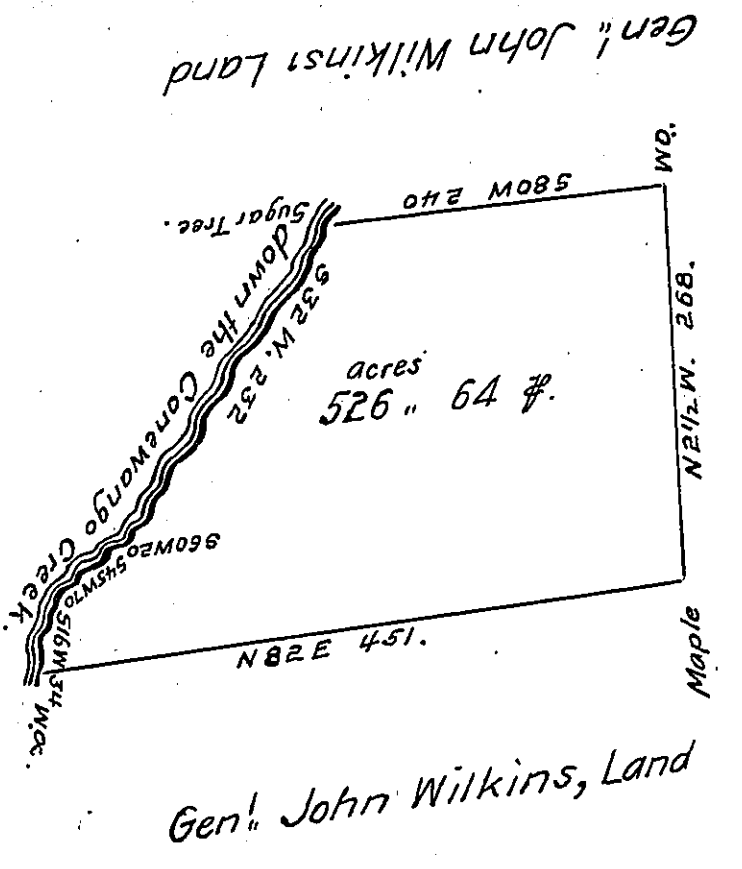 Gen!. John Wilkins, Land
W.O.
S80W 240
Sugar Tree.
down the Conewango Creek.
S32W. 232
acres
526 „ 64 ꝑ.
N2½W. 268.
S60W20
S45W70
S16W34
N82E 451.
W.O.
Maple
Gen!. John Wilkins, Land